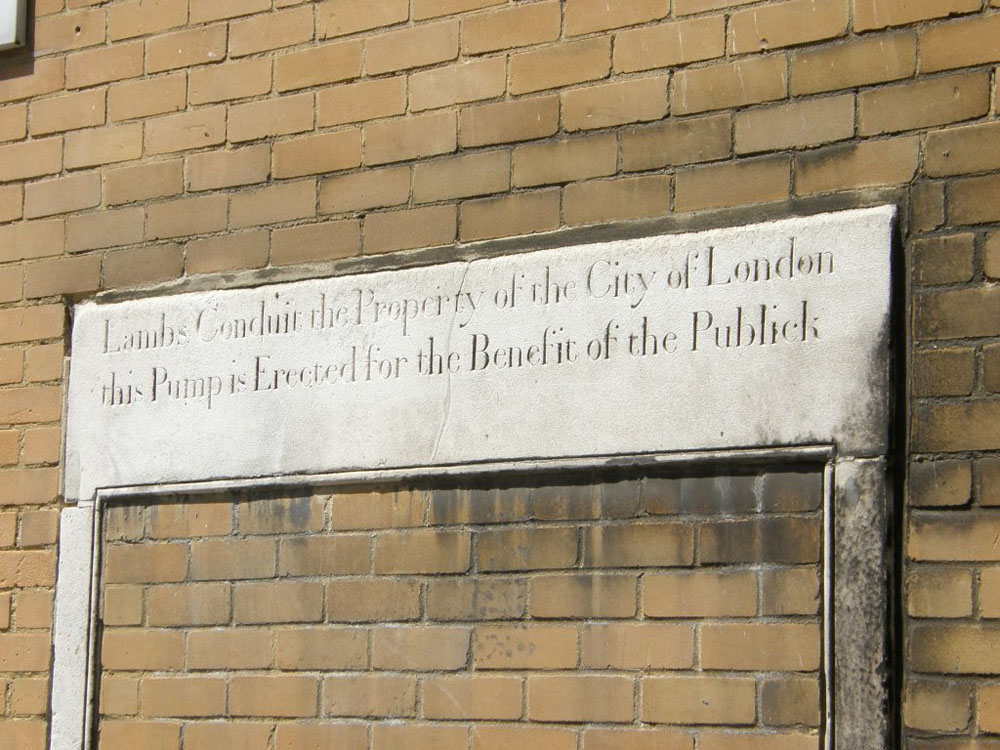 Lambs Conduit the Property of the City of London
this Pump is Erected for the Benefit of the Publick